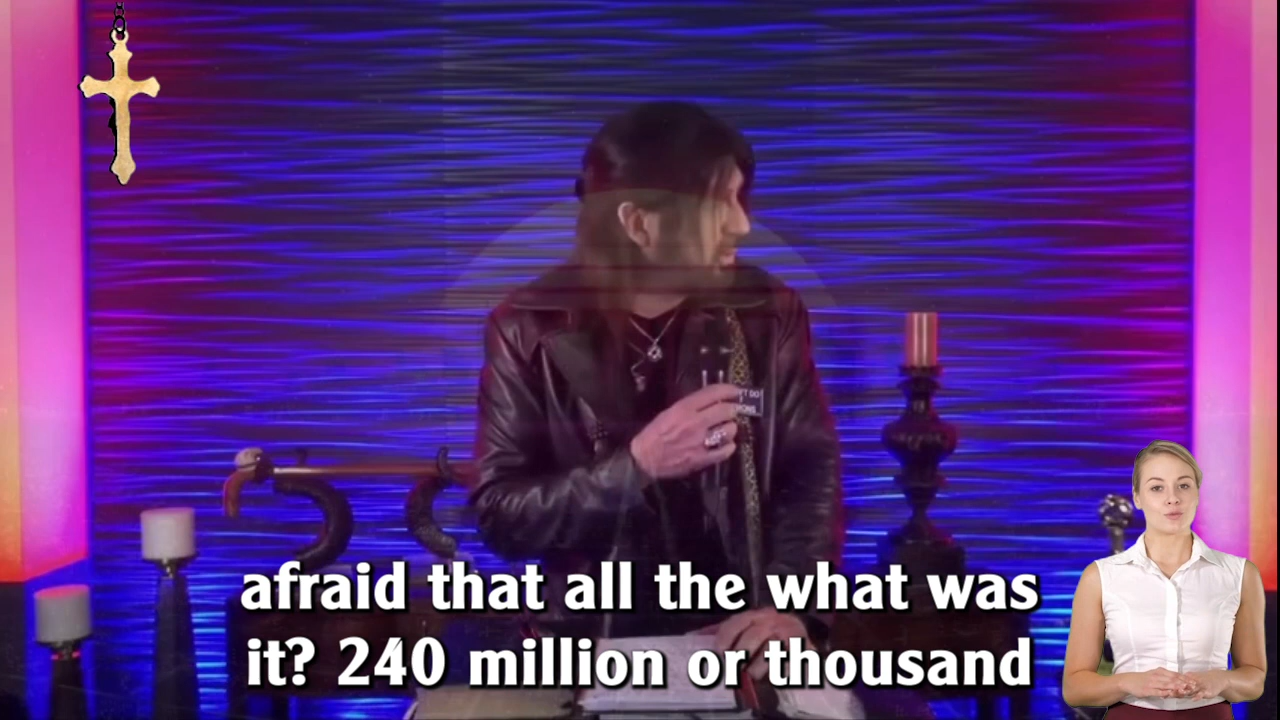 afraid that all the what was
it? 240 million or thousand